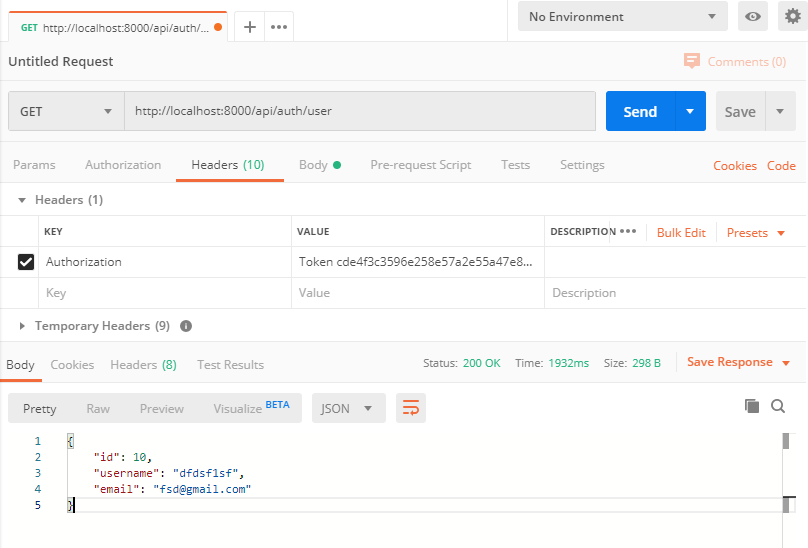 GET http://localhost:8000/api/auth/...
No Environment
Untitled Request
Comments (0)
GET http://localhost:8000/api/auth/user Send Save
Params Authorization Headers (10) Body Pre-request Script Tests Settings Cookies Code
Headers (1)
KEY VALUE DESCRIPTION Bulk Edit Presets
Authorization Token cde4f3c3596e258e57a2e55a47e8...
Key Value Description
Temporary Headers (9)
Body Cookies Headers (8) Test Results Status: 200 OK Time: 1932ms Size: 298 B Save Response
Pretty Raw Preview Visualize BETA JSON
1 {
2 "id": 10,
3 "username": "dfdsf1sf",
4 "email": "fsd@gmail.com"
5 }